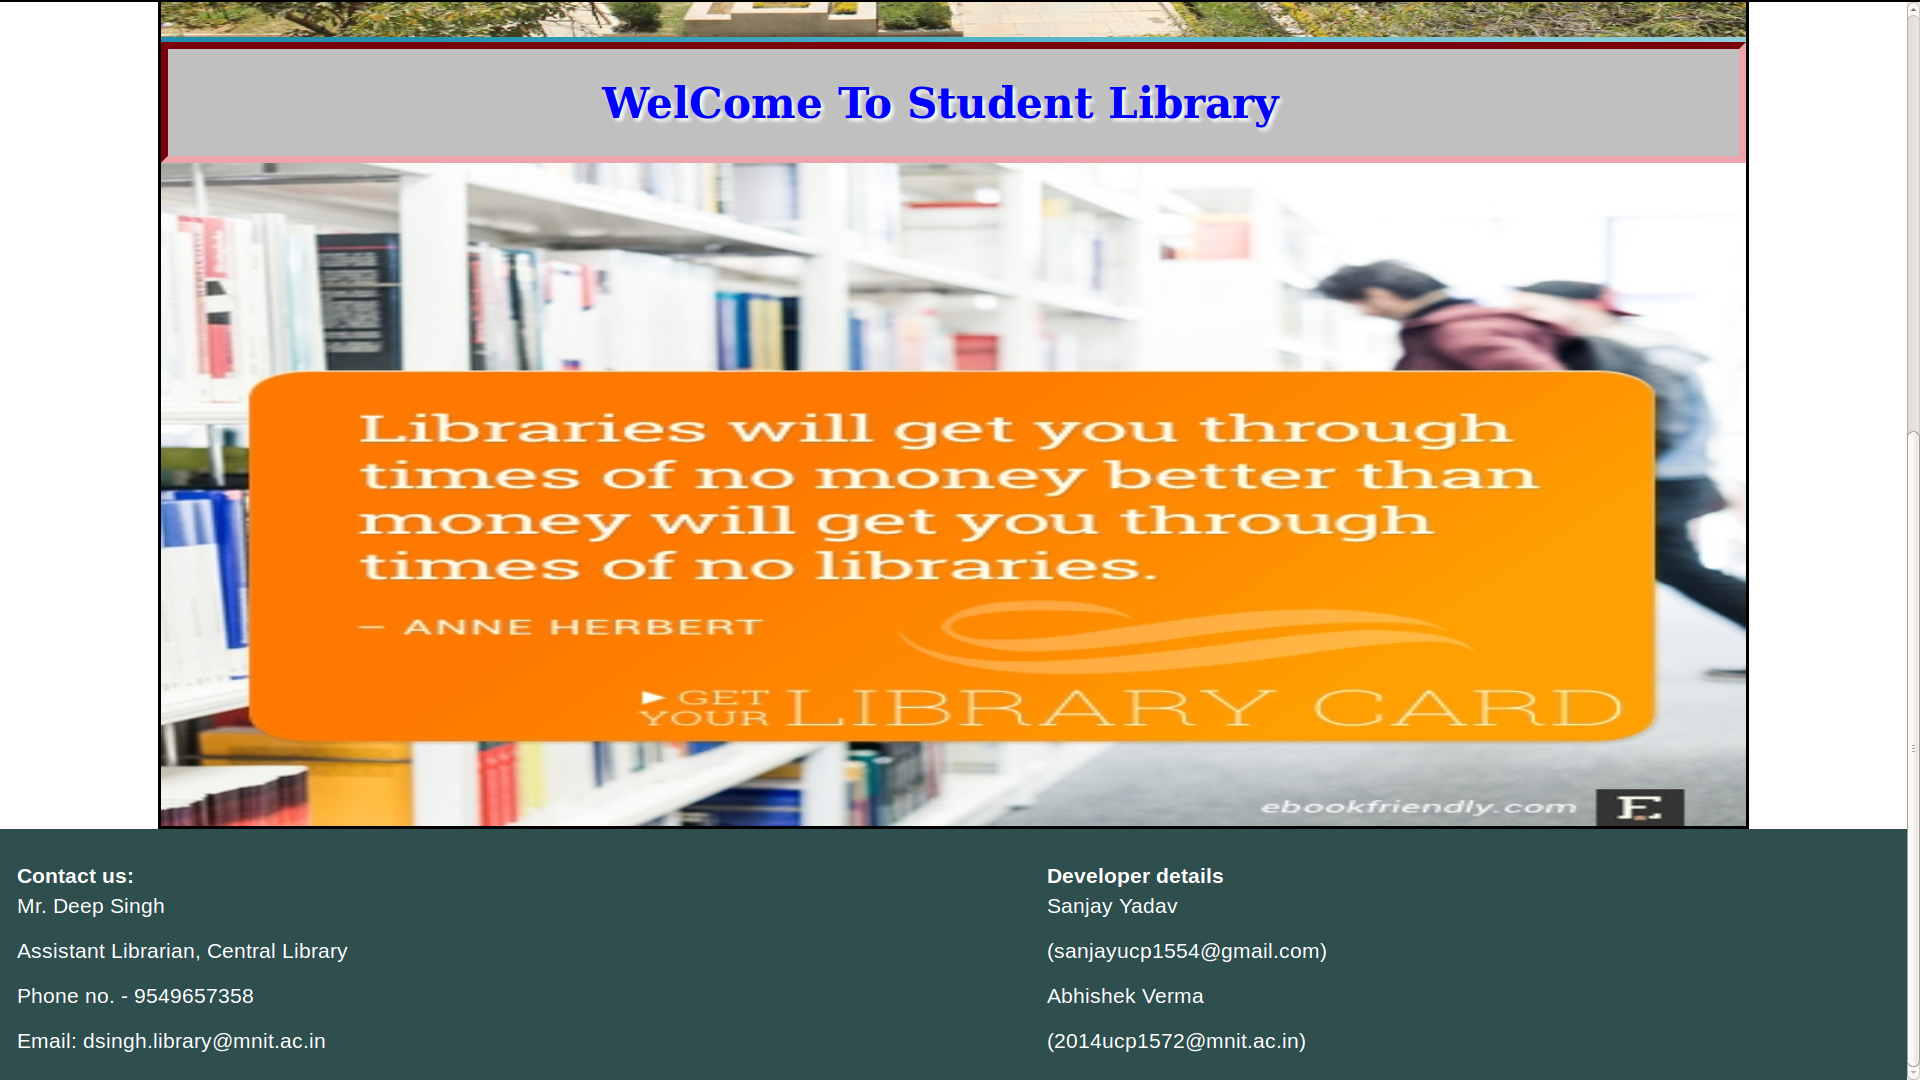 WelCome To Student Library
Libraries will get you through
times of no money better than
money will get you through
times of no libraries.
– ANNE HERBERT
►GET
YOUR LIBRARY CARD
ebookfriendly.com
E
Contact us:
Mr. Deep Singh
Assistant Librarian, Central Library
Phone no. - 9549657358
Email: dsingh.library@mnit.ac.in
Developer details
Sanjay Yadav
(sanjayucp1554@gmail.com)
Abhishek Verma
(2014ucp1572@mnit.ac.in)